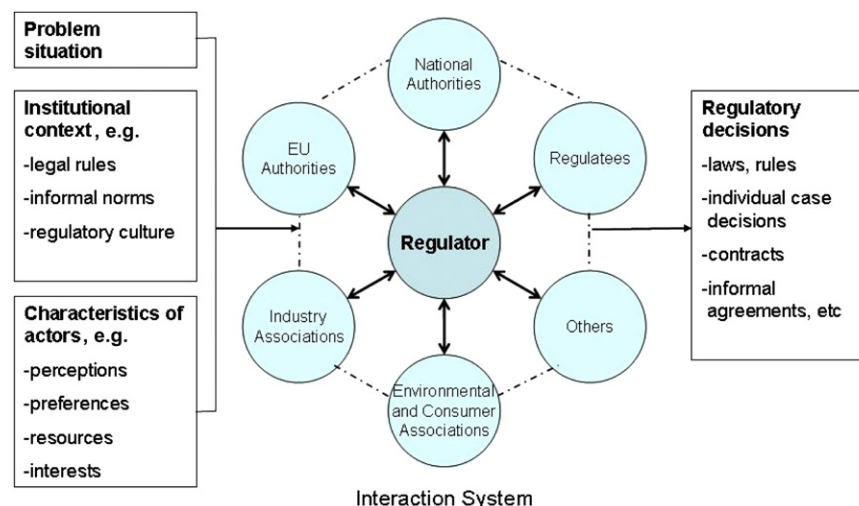 Problem
situation
Institutional
context, e.g.
-legal rules
-informal norms
-regulatory culture
Characteristics of
actors, e.g.
-perceptions
-preferences
-resources
-interests
National
Authorities
EU
Authorities
Regulatees
Regulator
Industry
Associations
Others
Environmental
and Consumer
Associations
Interaction System
Regulatory
decisions
-laws, rules
-individual case
decisions
-contracts
-informal
agreements, etc